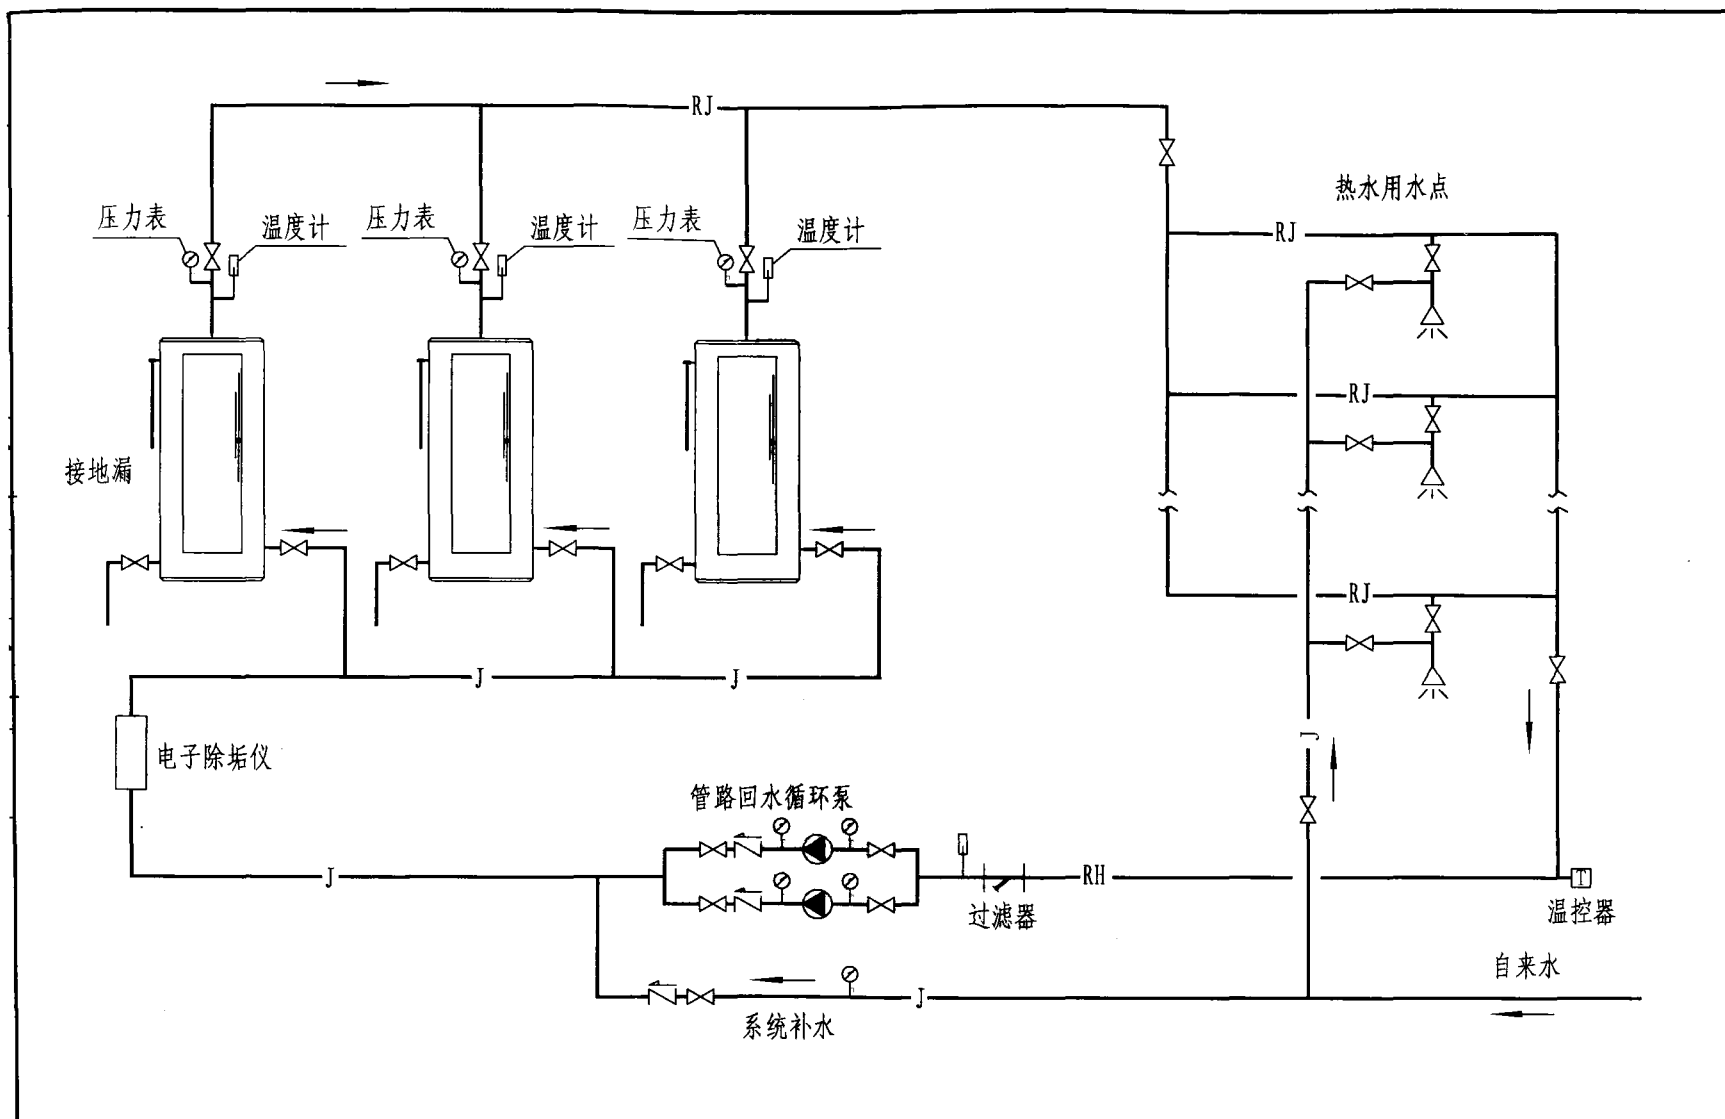 RJ
热水用水点
压力表
温度计
压力表
温度计
压力表
温度计
RJ
RJ
接地漏
RJ
J
J
电子除垢仪
J
管路回水循环泵
J
RH
T
过滤器
温控器
自来水
J
系统补水